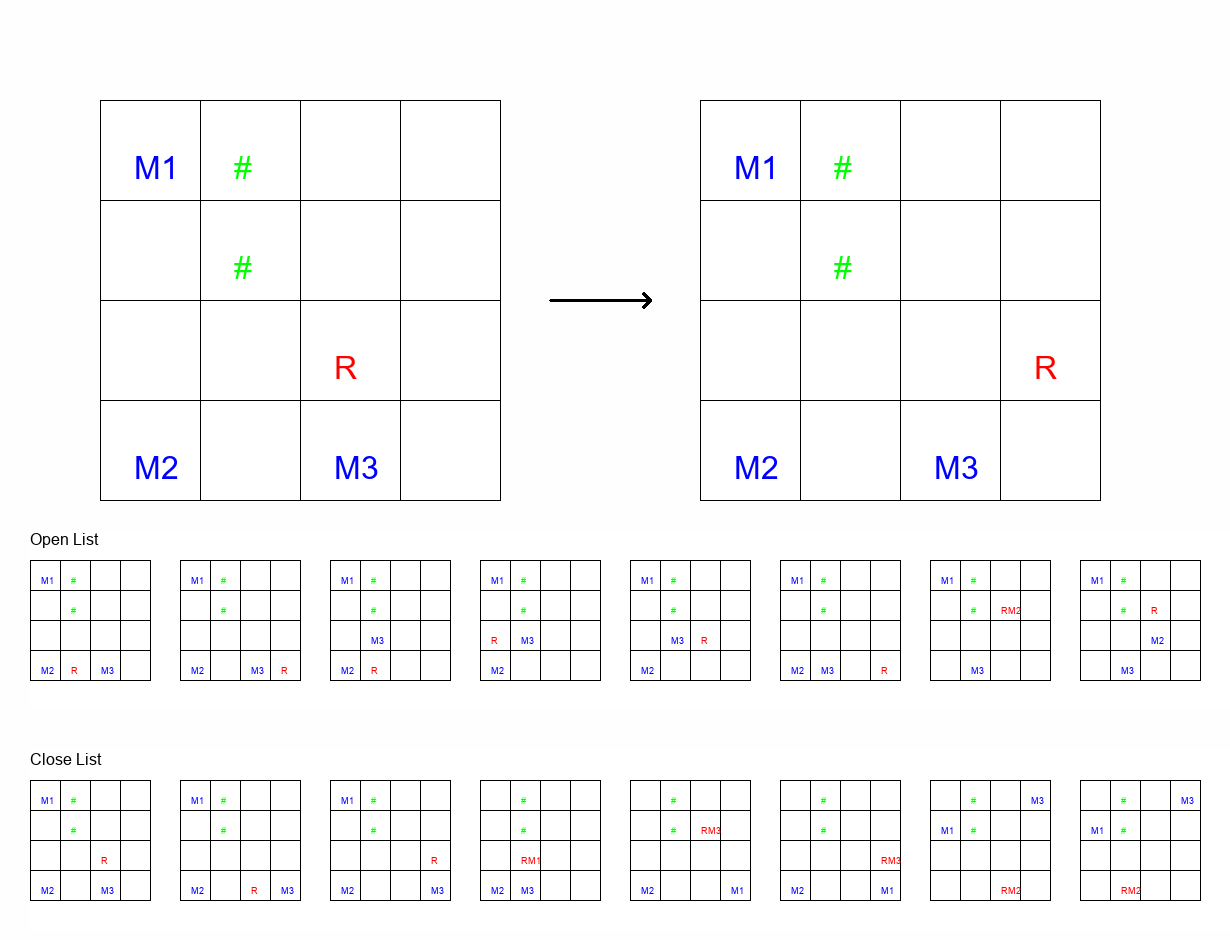 M1 # M1 #
# #
R R
M2 M3 M2 M3
Open List
M1 # M1 # M1 # M1 # M1 # M1 # M1 # M1 #
# # # # # # # RM2 # R
M3 R M3 M3 R M2
M2 R M3 M2 M3 R M2 R M2 M2 M2 M3 R M3 M3
Close List
M1 # M1 # M1 # # # # # M3 # M3
# # # # # RM3 # M1 # M1 #
R R RM1 RM3
M2 M3 M2 R M3 M2 M3 M2 M3 M2 M1 M2 M1 RM2 RM2